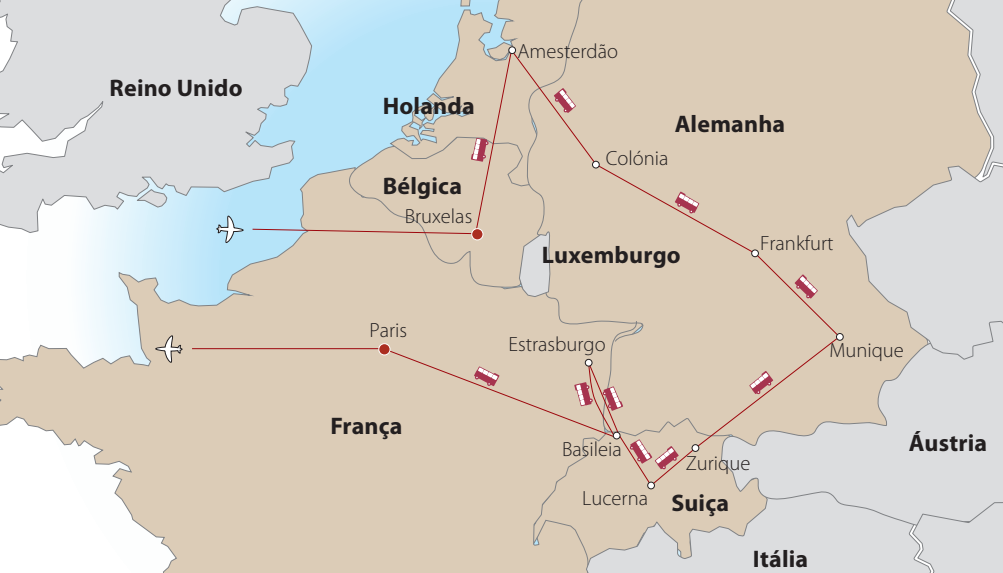 Amesterdão
Reino Unido
Holanda
Alemanha
Colónia
Bélgica
Bruxelas
Frankfurt
Luxemburgo
Paris
Estrasburgo
Munique
França
Áustria
Basileia
Zurique
Lucerna
Suiça
Itália